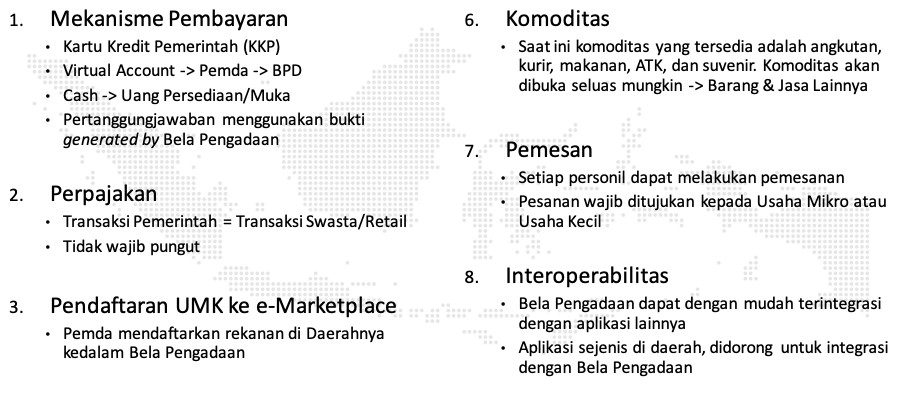 1. Mekanisme Pembayaran
• Kartu Kredit Pemerintah (KKP)
• Virtual Account -> Pemda -> BPD
• Cash -> Uang Persediaan/Muka
• Pertanggungjawaban menggunakan bukti
generated by Bela Pengadaan
2. Perpajakan
• Transaksi Pemerintah = Transaksi Swasta/Retail
• Tidak wajib pungut
3. Pendaftaran UMK ke e-Marketplace
• Pemda mendaftarkan rekanan di Daerahnya
kedalam Bela Pengadaan
6. Komoditas
• Saat ini komoditas yang tersedia adalah angkutan,
kurir, makanan, ATK, dan suvenir. Komoditas akan
dibuka seluas mungkin -> Barang & Jasa Lainnya
7. Pemesan
• Setiap personil dapat melakukan pemesanan
• Pesanan wajib ditujukan kepada Usaha Mikro atau
Usaha Kecil
8. Interoperabilitas
• Bela Pengadaan dapat dengan mudah terintegrasi
dengan aplikasi lainnya
• Aplikasi sejenis di daerah, didorong untuk integrasi
dengan Bela Pengadaan